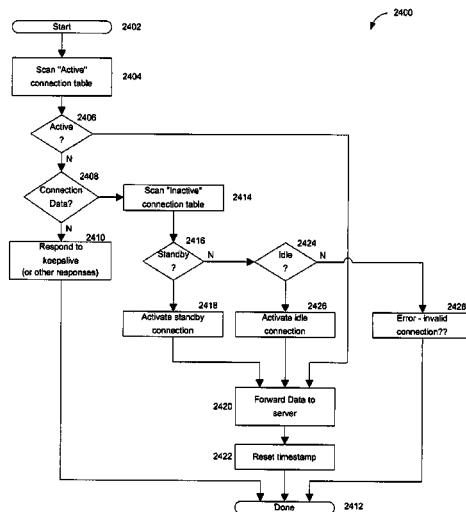 2400
Start
2402
Scan "Active"
connection table
2404
2406
Active
?
N
2408
Connection
Data?
N
Scan "Inactive"
connection table
2414
2410
Respond to
keepalive
(or other responses)
2416
Standby
?
N
2424
Idle
?
N
2418
Activate standby
connection
2426
Activate idle
connection
2428
Error - invalid
connection??
2420
Forward Data to
server
2422
Reset timestamp
Done
2412